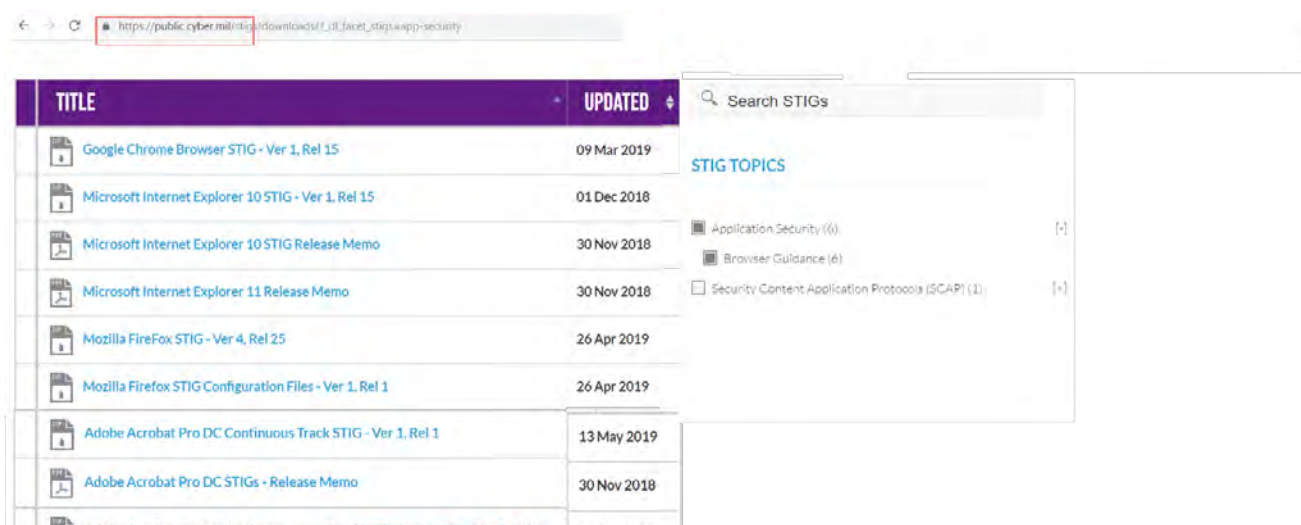 https://public.cyber.mil/stigs/downloads/?_dl_facet_stigs=app-security
TITLE
UPDATED
Google Chrome Browser STIG - Ver 1, Rel 15
09 Mar 2019
Microsoft Internet Explorer 10 STIG - Ver 1, Rel 15
01 Dec 2018
Microsoft Internet Explorer 10 STIG Release Memo
30 Nov 2018
Microsoft Internet Explorer 11 Release Memo
30 Nov 2018
Mozilla FireFox STIG - Ver 4, Rel 25
26 Apr 2019
Mozilla Firefox STIG Configuration Files - Ver 1, Rel 1
26 Apr 2019
Adobe Acrobat Pro DC Continuous Track STIG - Ver 1, Rel 1
13 May 2019
Adobe Acrobat Pro DC STIGs - Release Memo
30 Nov 2018
Search STIGs
STIG TOPICS
Application Security (6)
Browser Guidance (6)
Security Content Application Protocols (SCAP) (1)